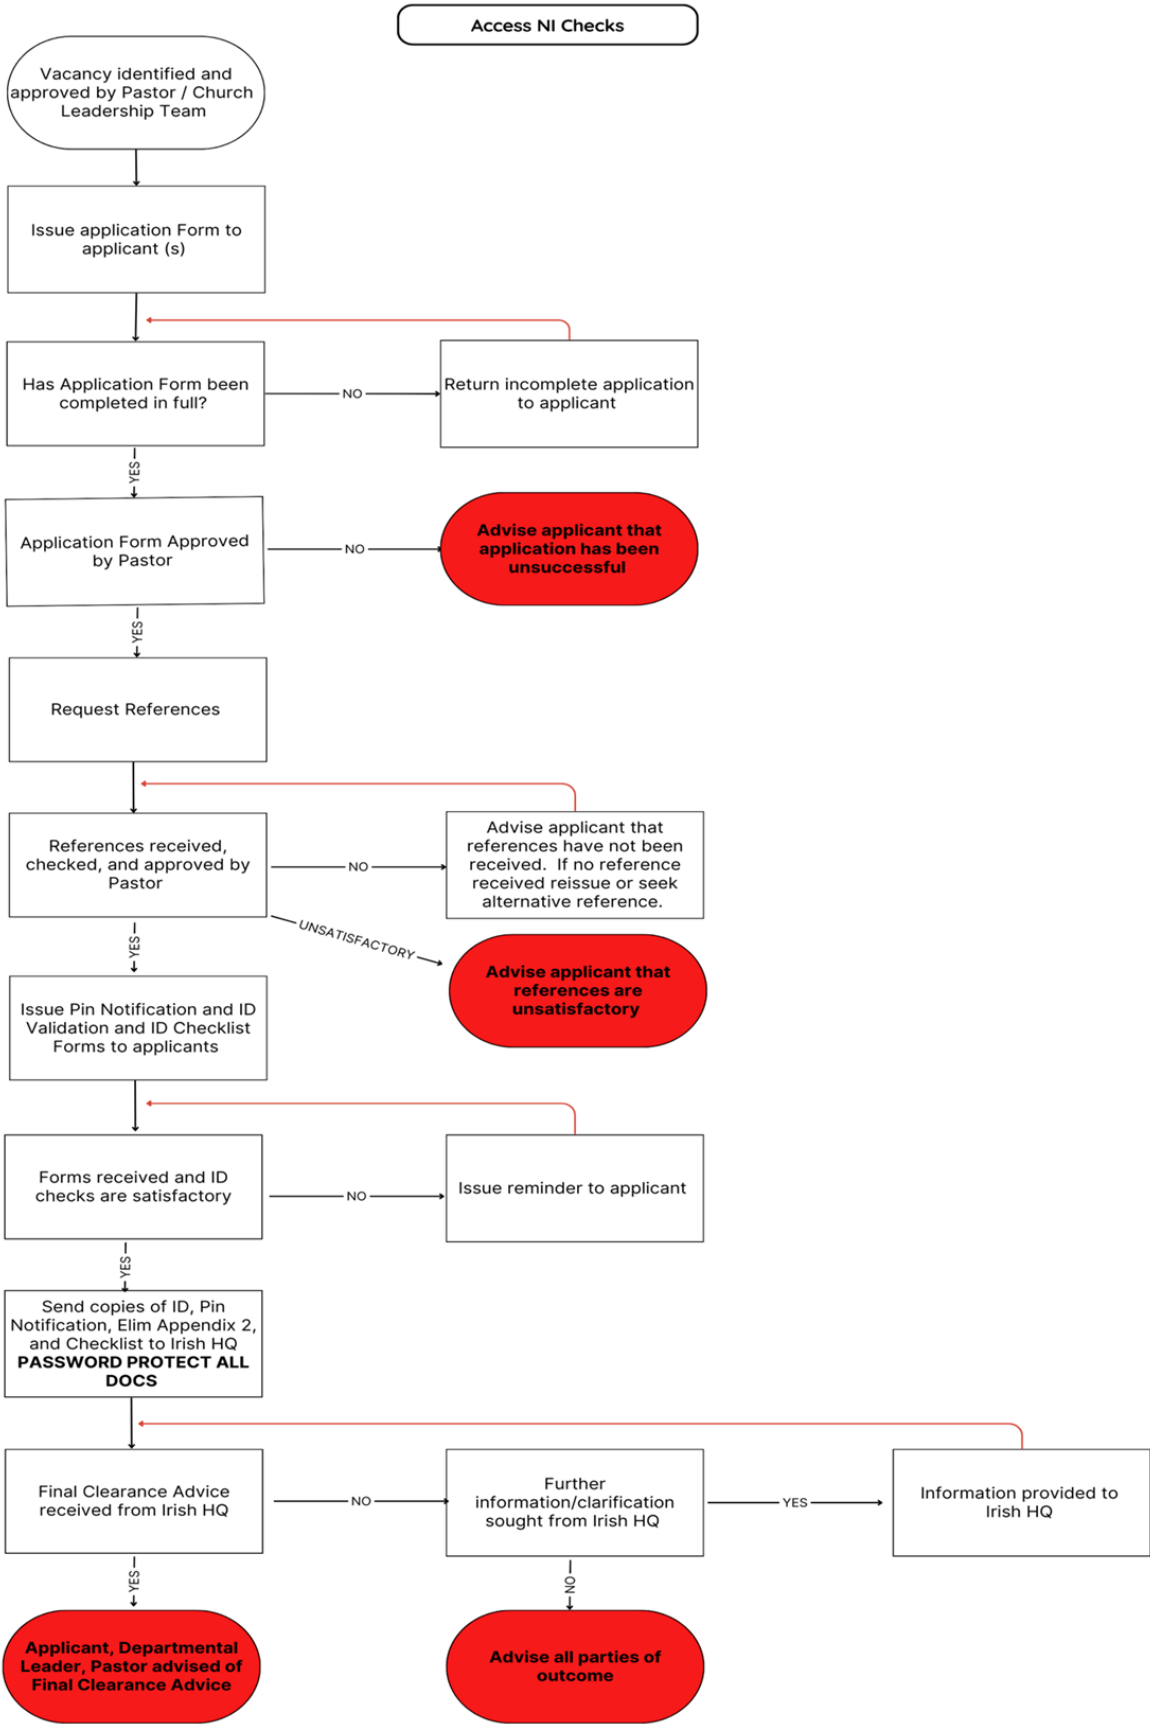 Access NI Checks
Vacancy identified and
approved by Pastor / Church
Leadership Team
Issue application Form to
applicant (s)
Has Application Form been
completed in full?
NO
Return incomplete application
to applicant
YES
Application Form Approved
by Pastor
NO
Advise applicant that
application has been
unsuccessful
YES
Request References
References received,
checked, and approved by
Pastor
NO
Advise applicant that
references have not been
received. If no reference
received reissue or seek
alternative reference.
UNSATISFACTORY
Advise applicant that
references are
unsatisfactory
YES
Issue Pin Notification and ID
Validation and ID Checklist
Forms to applicants
Forms received and ID
checks are satisfactory
NO
Issue reminder to applicant
YES
Send copies of ID, Pin
Notification, Elim Appendix 2,
and Checklist to Irish HQ
PASSWORD PROTECT ALL
DOCS
Final Clearance Advice
received from Irish HQ
NO
Further
information/clarification
sought from Irish HQ
YES
Information provided to
Irish HQ
YES
Applicant, Departmental
Leader, Pastor advised of
Final Clearance Advice
NO
Advise all parties of
outcome